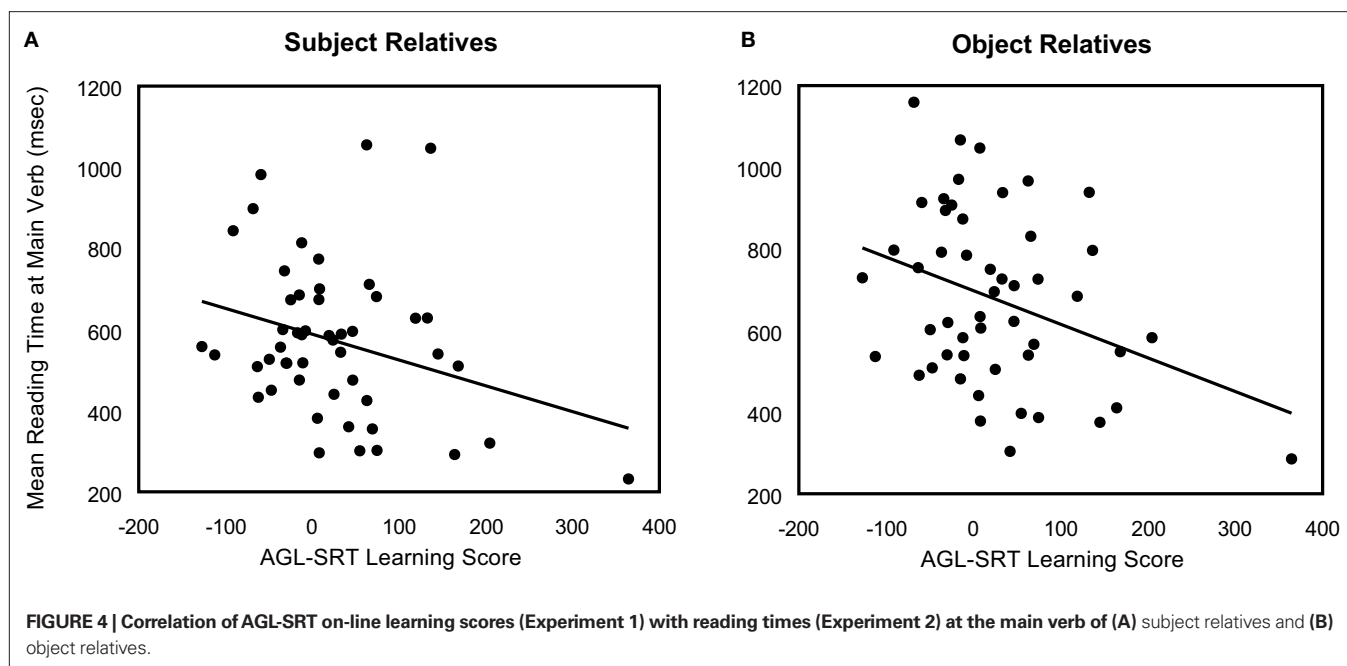 A
Subject Relatives
B
Object Relatives
Mean Reading Time at Main Verb (msec)
1200
1000
800
600
400
200
-200 -100 0 100 200 300 400
AGL-SRT Learning Score
1200
1000
800
600
400
200
-200 -100 0 100 200 300 400
AGL-SRT Learning Score
FIGURE 4 | Correlation of AGL-SRT on-line learning scores (Experiment 1) with reading times (Experiment 2) at the main verb of (A) subject relatives and (B)
object relatives.